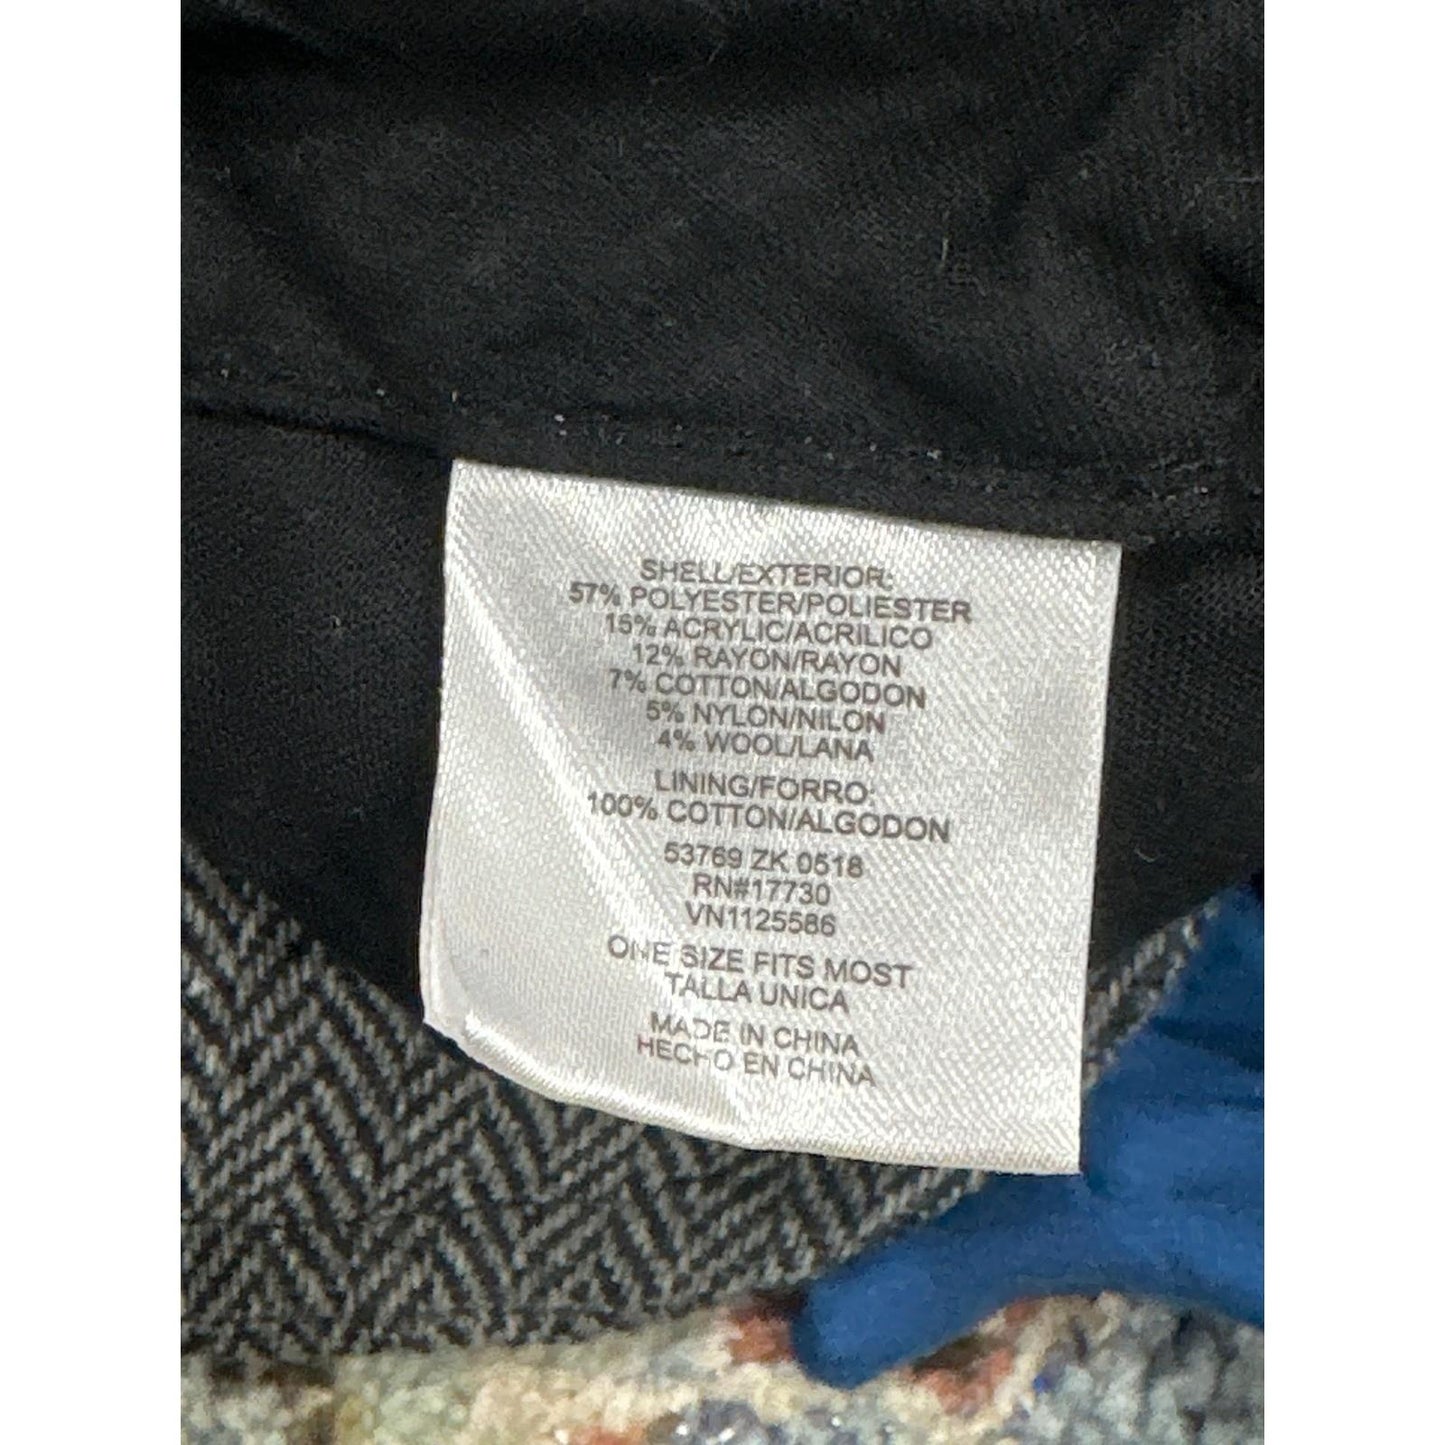 SHELL/EXTERIOR:
57% POLYESTER/POLIESTER
15% ACRYLIC/ACRILICO
12% RAYON/RAYON
7% COTTON/ALGODON
5% NYLON/NILON
4% WOOL/LANA
LINING/FORRO:
100% COTTON/ALGODON
53769 ZK 0518
RN#17730
VN1125586
ONE SIZE FITS MOST
TALLA UNICA
MADE IN CHINA
HECHO EN CHINA